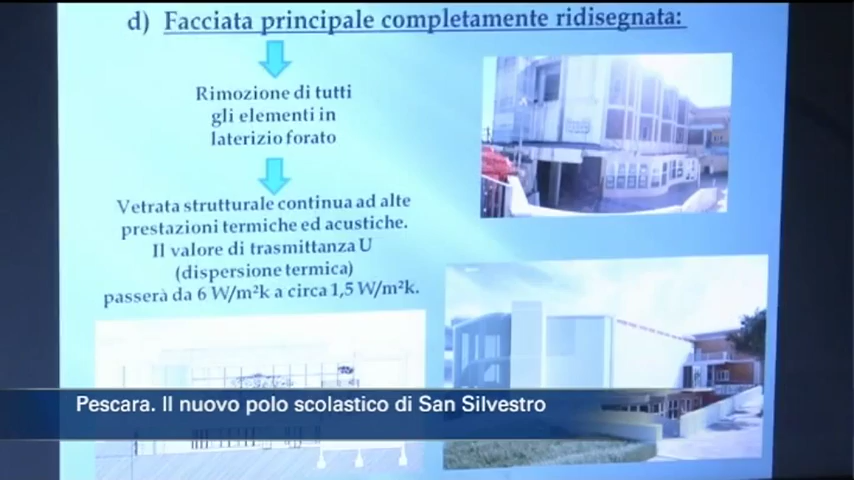 d) Facciata principale completamente ridisegnata:
Rimozione di tutti
gli elementi in
laterizio forato
Vetrata strutturale continua ad alte
prestazioni termiche ed acustiche.
Il valore di trasmittanza U
(dispersione termica)
passerà da 6 W/m²k a circa 1,5 W/m²k.
Pescara. Il nuovo polo scolastico di San Silvestro